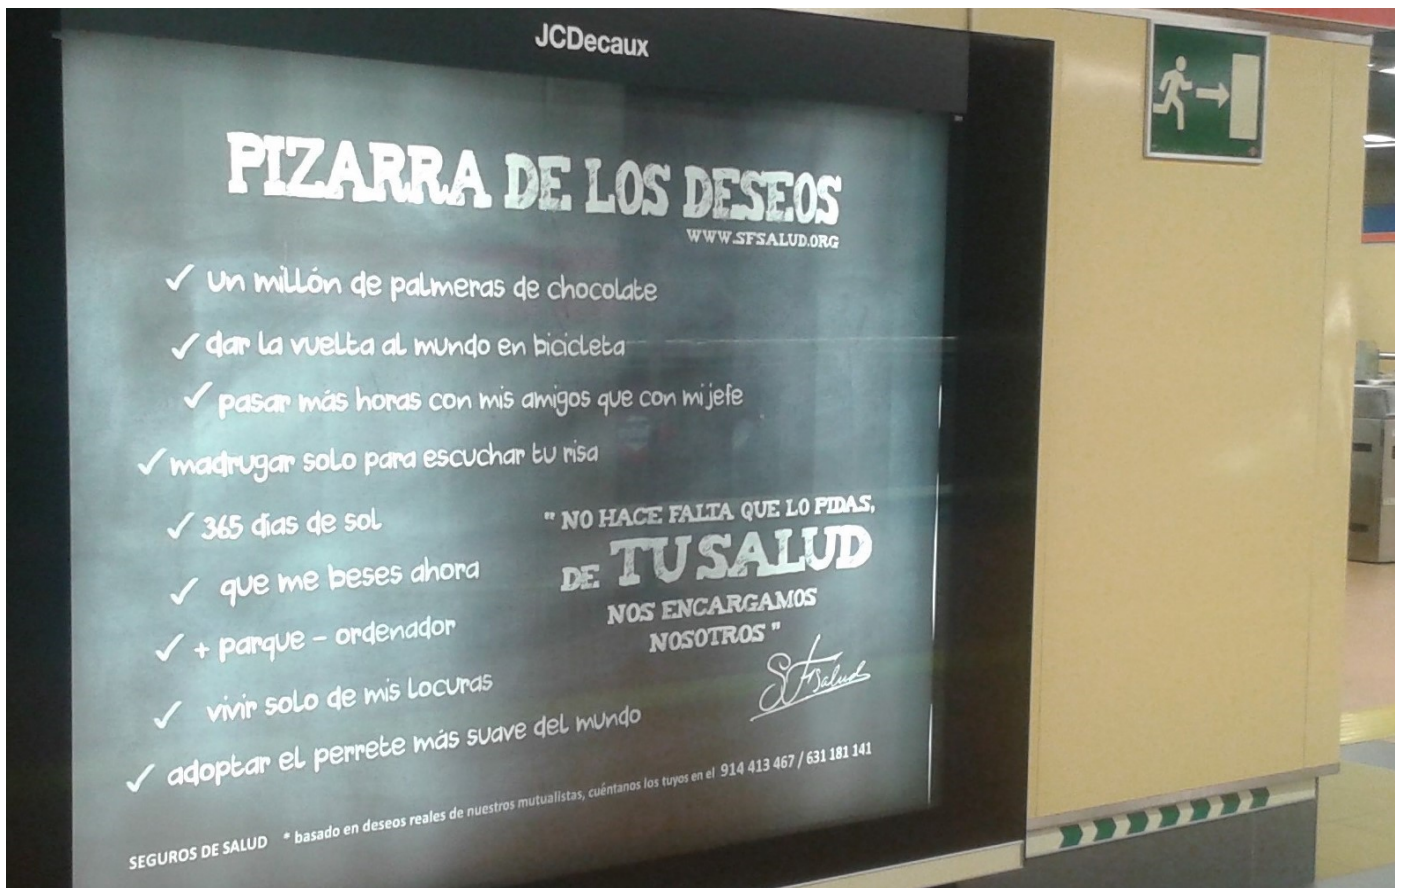 JCDecaux
PIZARRA DE LOS DESEOS
WWW.SFSALUD.ORG
✓ un millón de palmeras de chocolate
✓ dar la vuelta al mundo en bicicleta
✓ pasar más horas con mis amigos que con mi jefe
✓ madrugar solo para escuchar tu risa
✓ 365 días de sol
✓ que me beses ahora
✓ + parque - ordenador
✓ vivir solo de mis locuras
✓ adoptar el perrete más suave del mundo
" NO HACE FALTA QUE LO PIDAS,
DE TU SALUD
NOS ENCARGAMOS
NOSOTROS "
SFSalud
SEGUROS DE SALUD * basado en deseos reales de nuestros mutualistas, cuéntanos los tuyos en el 914 413 467 / 631 181 141